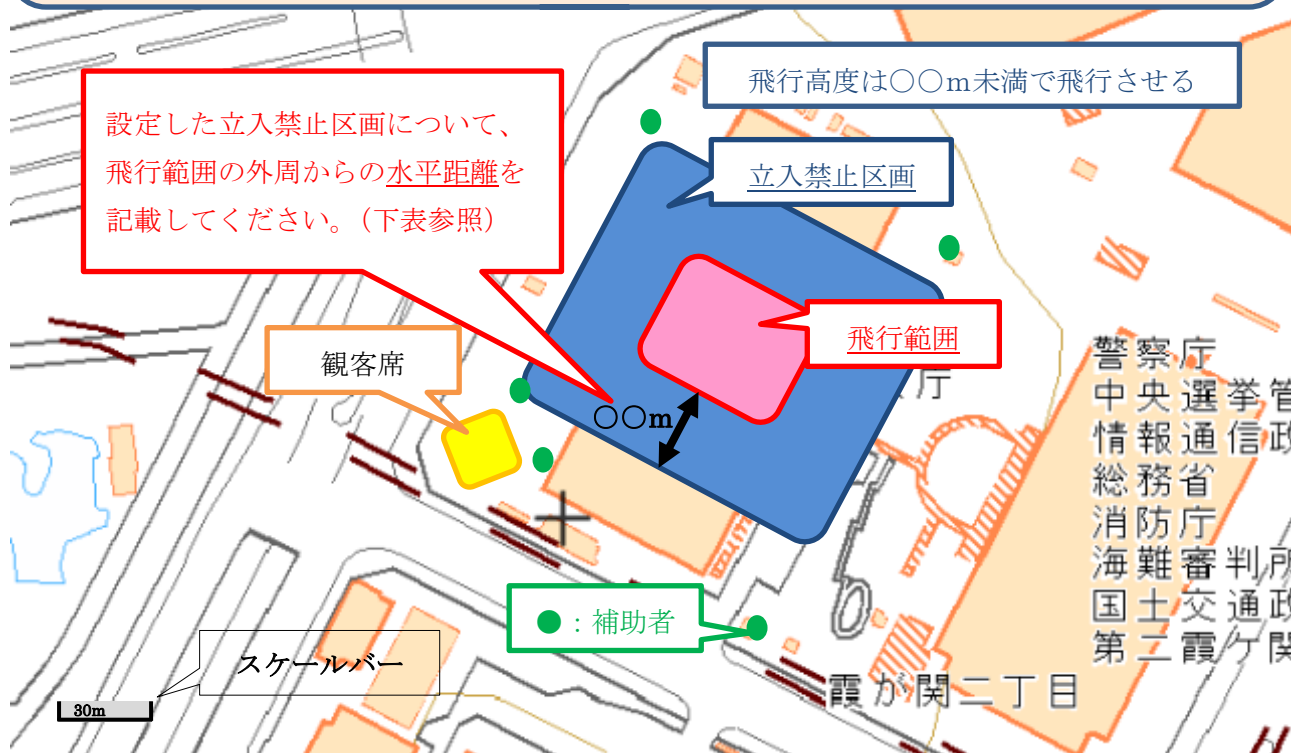 飛行高度は○○m未満で飛行させる
設定した立入禁止区画について、
飛行範囲の外周からの水平距離を
記載してください。(下表参照)
立入禁止区画
飛行範囲
観客席
○○m
庁
警察庁
中央選挙管
情報通信政
総務省
消防庁
海難審判所
国土交通政
第二霞ケ関
●:補助者
スケールバー
30m
霞が関二丁目